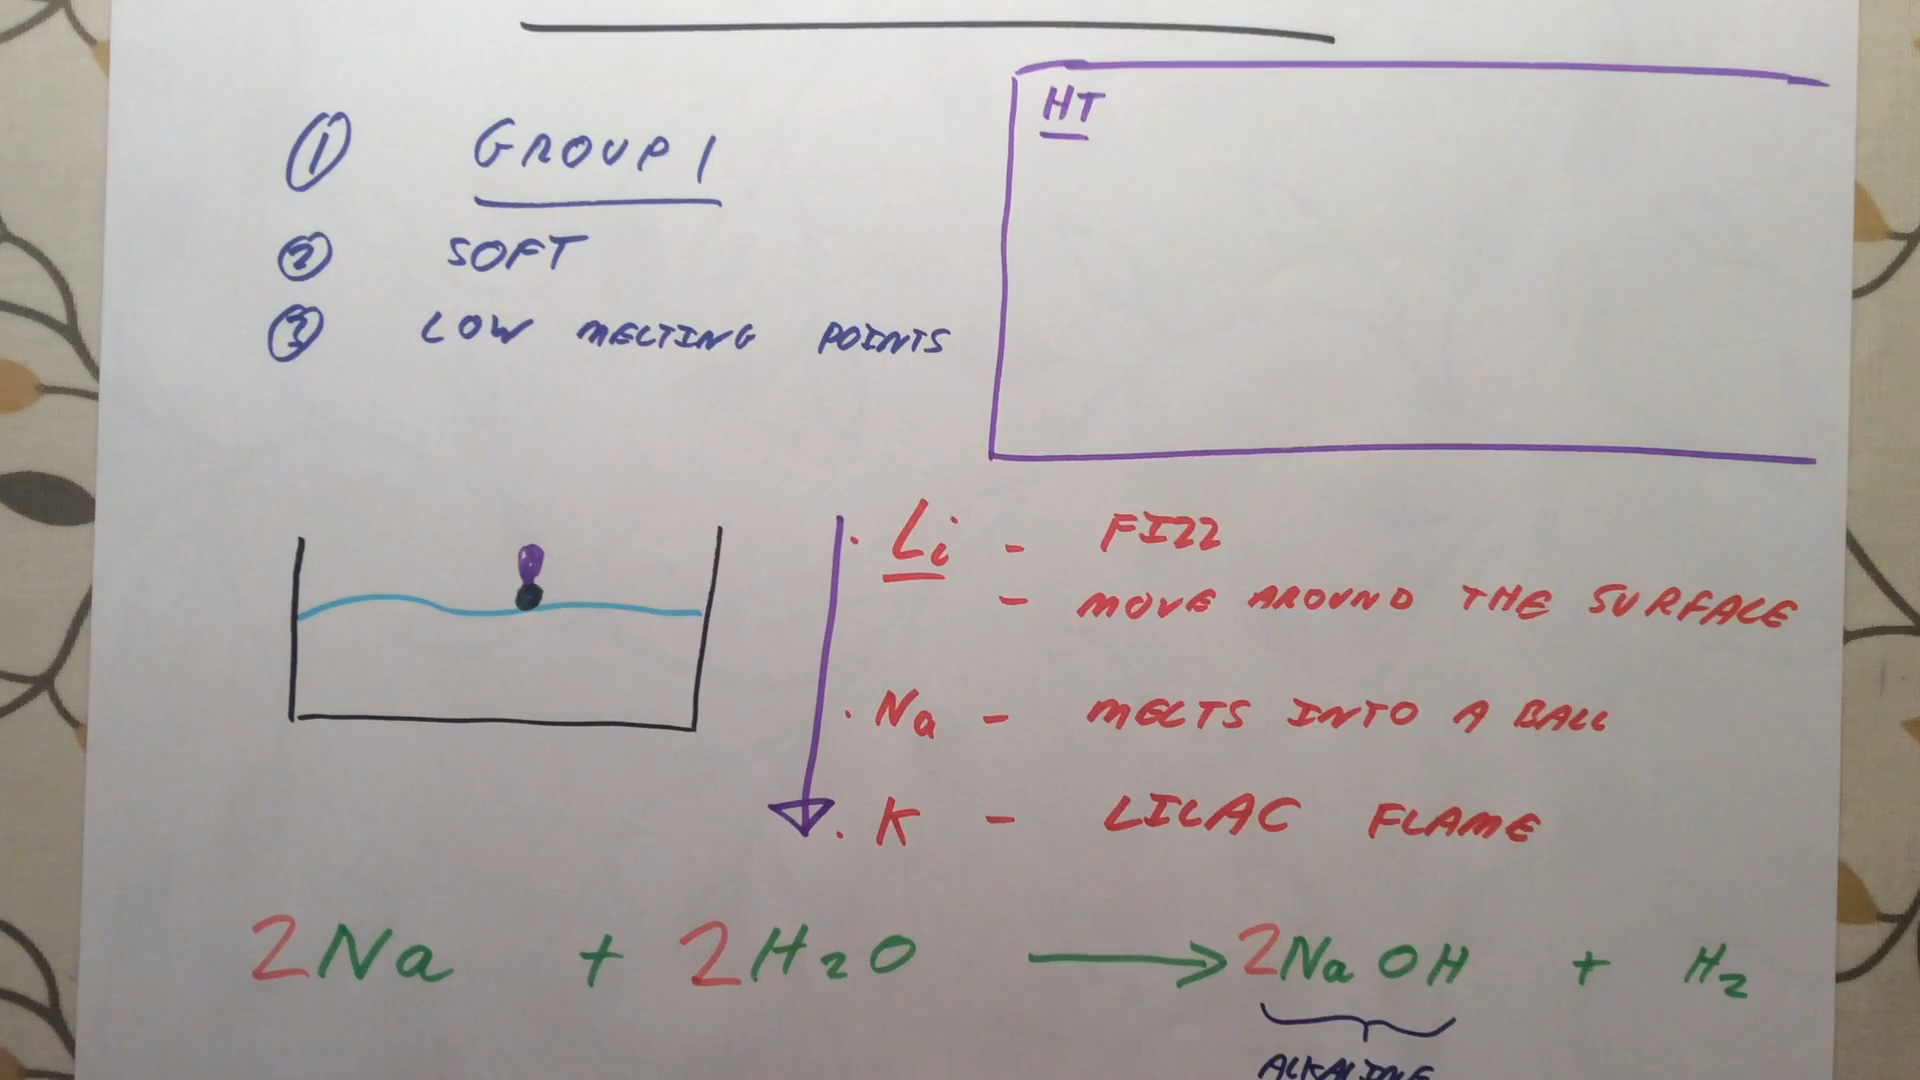 ① GROUP 1
② SOFT
③ LOW MELTING POINTS
HT
· Li - FIZZ
- MOVE AROUND THE SURFACE
· Na - MELTS INTO A BALL
· K - LILAC FLAME
2Na + 2H2O → 2NaOH + H2
ALKALINE